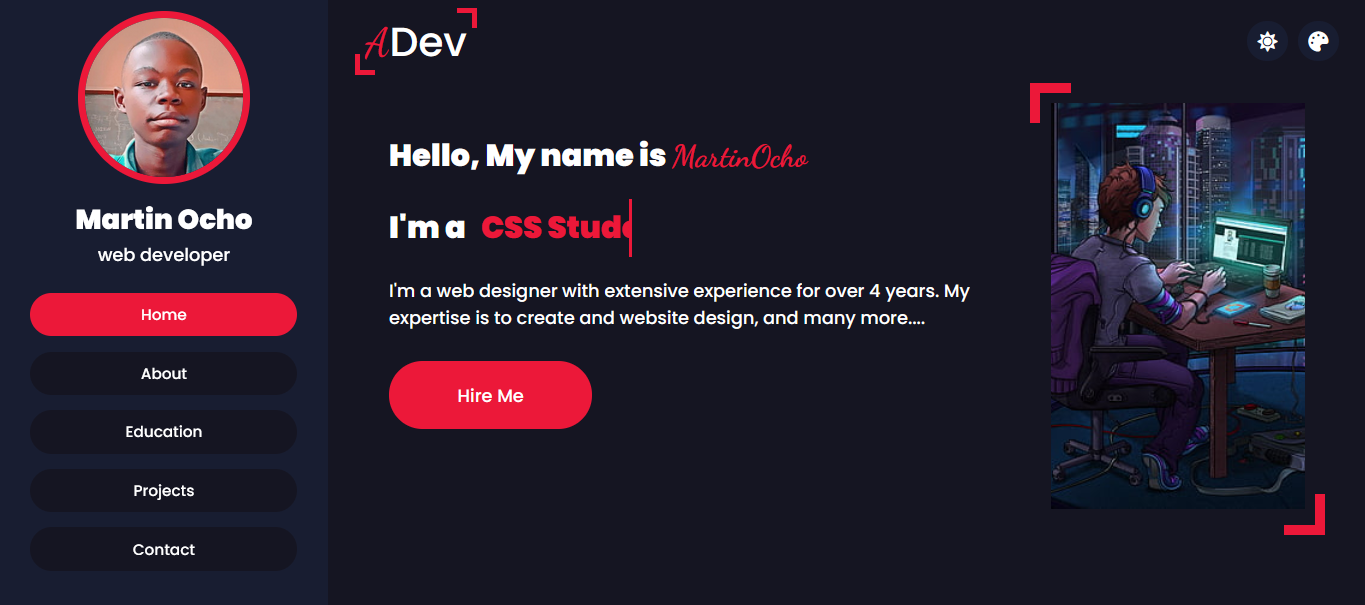 Martin Ocho
web developer
Home
About
Education
Projects
Contact
ADev
Hello, My name is MartinOcho
I'm a CSS Stud
I'm a web designer with extensive experience for over 4 years. My
expertise is to create and website design, and many more....
Hire Me